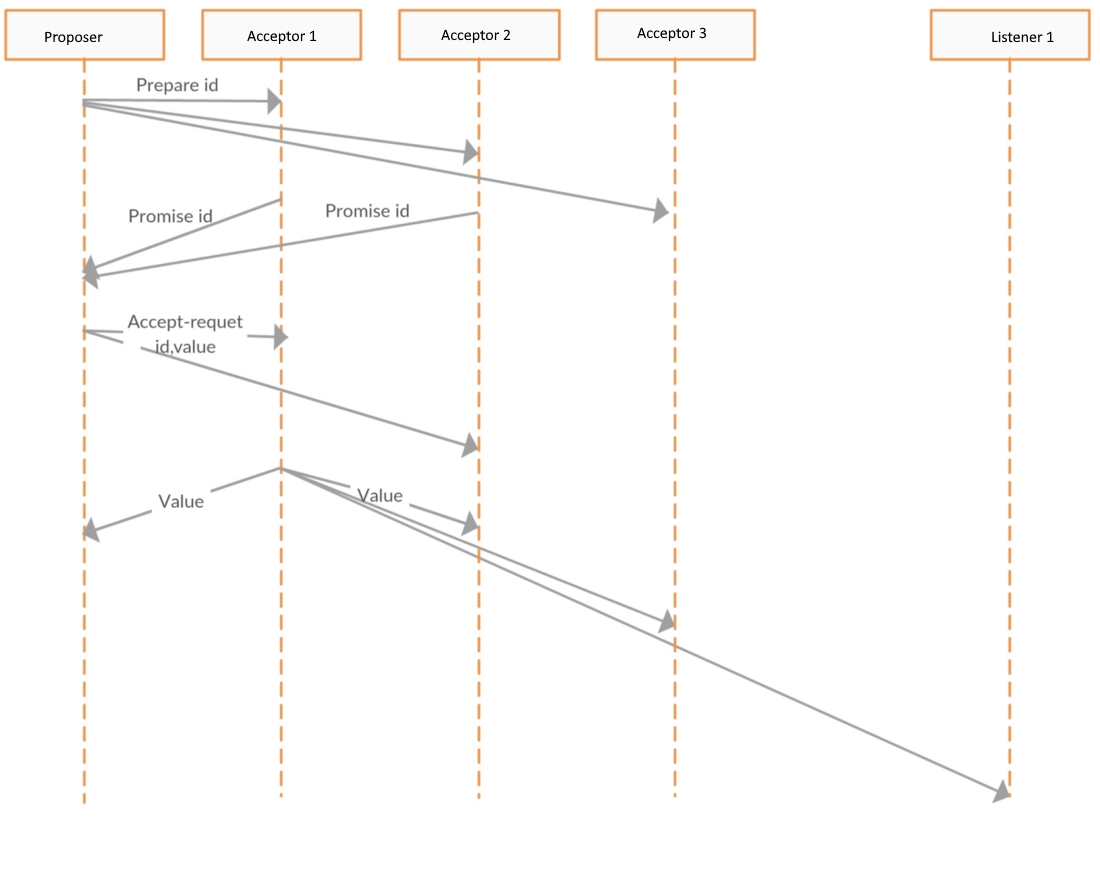 Proposer
Acceptor 1
Acceptor 2
Acceptor 3
Listener 1
Prepare id
Promise id
Promise id
Accept-requet
id,value
Value
Value